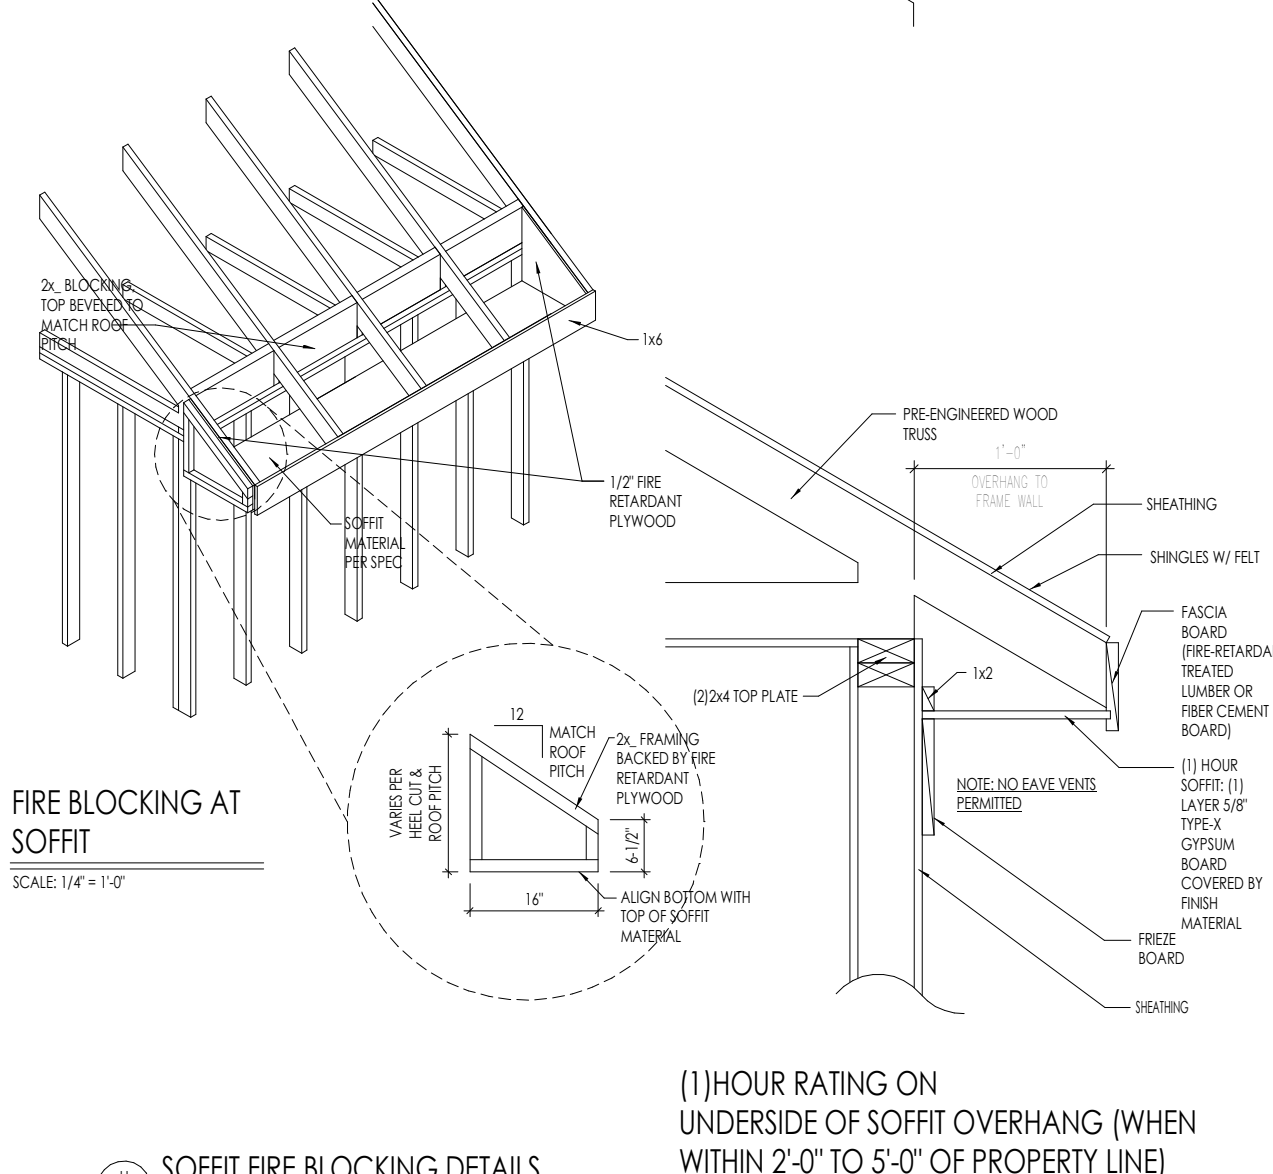 2x_ BLOCKING;
TOP BEVELED TO
MATCH ROOF
PITCH
1x6
1/2" FIRE
RETARDANT
PLYWOOD
SOFFIT
MATERIAL
PER SPEC
12
MATCH
ROOF
PITCH
2x_ FRAMING
BACKED BY FIRE
RETARDANT
PLYWOOD
VARIES PER
HEEL CUT &
ROOF PITCH
6-1/2"
16"
ALIGN BOTTOM WITH
TOP OF SOFFIT
MATERIAL
FIRE BLOCKING AT
SOFFIT
SCALE: 1/4" = 1'-0"
PRE-ENGINEERED WOOD
TRUSS
1'-0"
OVERHANG TO
FRAME WALL
SHEATHING
SHINGLES W/ FELT
FASCIA
BOARD
(FIRE-RETARDA
TREATED
LUMBER OR
FIBER CEMENT
BOARD)
1x2
(2)2x4 TOP PLATE
NOTE: NO EAVE VENTS
PERMITTED
(1) HOUR
SOFFIT: (1)
LAYER 5/8"
TYPE-X
GYPSUM
BOARD
COVERED BY
FINISH
MATERIAL
FRIEZE
BOARD
SHEATHING
(1)HOUR RATING ON
UNDERSIDE OF SOFFIT OVERHANG (WHEN
WITHIN 2'-0" TO 5'-0" OF PROPERTY LINE)
SOFFIT FIRE BLOCKING DETAILS